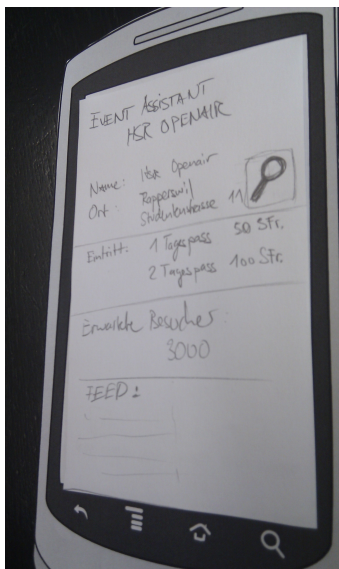 EVENT ASSISTANT
HSR OPENAIR
Name: Hsr Openair
Ort: Rapperswil
Studentenstrasse 11
Eintritt: 1 Tagespass 50 SFr.
2 Tagespass 100 SFr.
Erwartete Besucher:
3000
FEED: